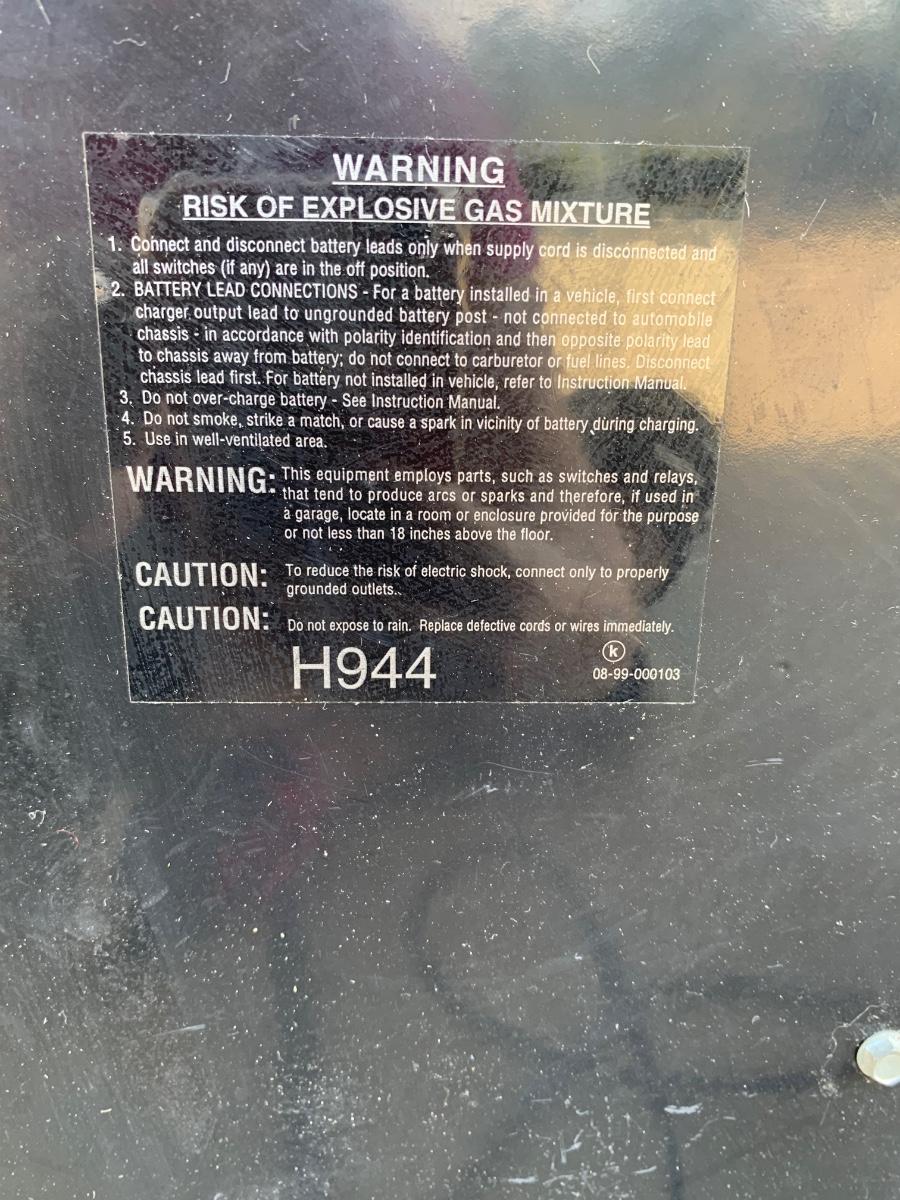 WARNING
RISK OF EXPLOSIVE GAS MIXTURE
1. Connect and disconnect battery leads only when supply cord is disconnected and
all switches (if any) are in the off position.
2. BATTERY LEAD CONNECTIONS - For a battery installed in a vehicle, first connect
charger output lead to ungrounded battery post - not connected to automobile
chassis - in accordance with polarity identification and then opposite polarity lead
to chassis away from battery; do not connect to carburetor or fuel lines. Disconnect
chassis lead first. For battery not installed in vehicle, refer to Instruction Manual.
3. Do not over-charge battery - See Instruction Manual.
4. Do not smoke, strike a match, or cause a spark in vicinity of battery during charging.
5. Use in well-ventilated area.
WARNING: This equipment employs parts, such as switches and relays,
that tend to produce arcs or sparks and therefore, if used in
a garage, locate in a room or enclosure provided for the purpose
or not less than 18 inches above the floor.
CAUTION: To reduce the risk of electric shock, connect only to properly
grounded outlets..
CAUTION: Do not expose to rain. Replace defective cords or wires immediately.
H944
k
08-99-000103